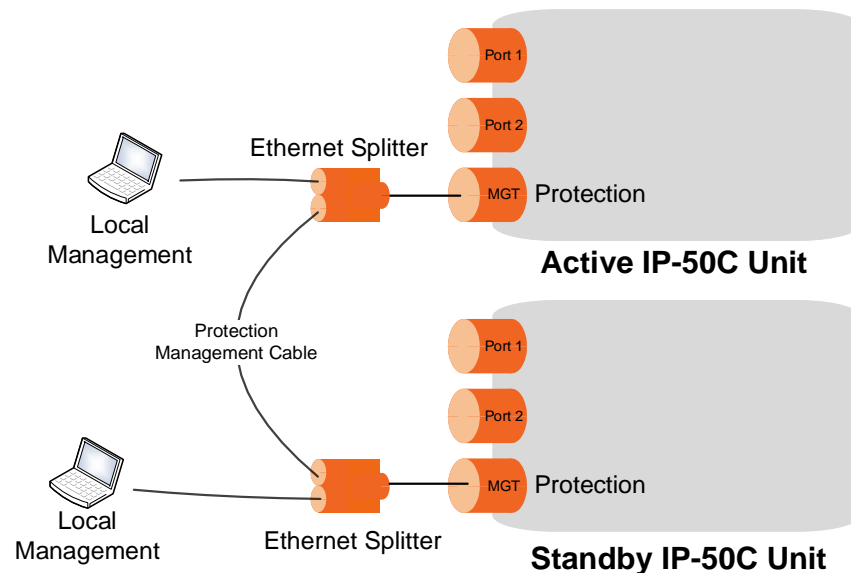 Port 1
Port 2
Ethernet Splitter
MGT
Protection
Local
Management
Active IP-50C Unit
Protection
Management Cable
Port 1
Port 2
MGT
Protection
Local
Management
Ethernet Splitter
Standby IP-50C Unit